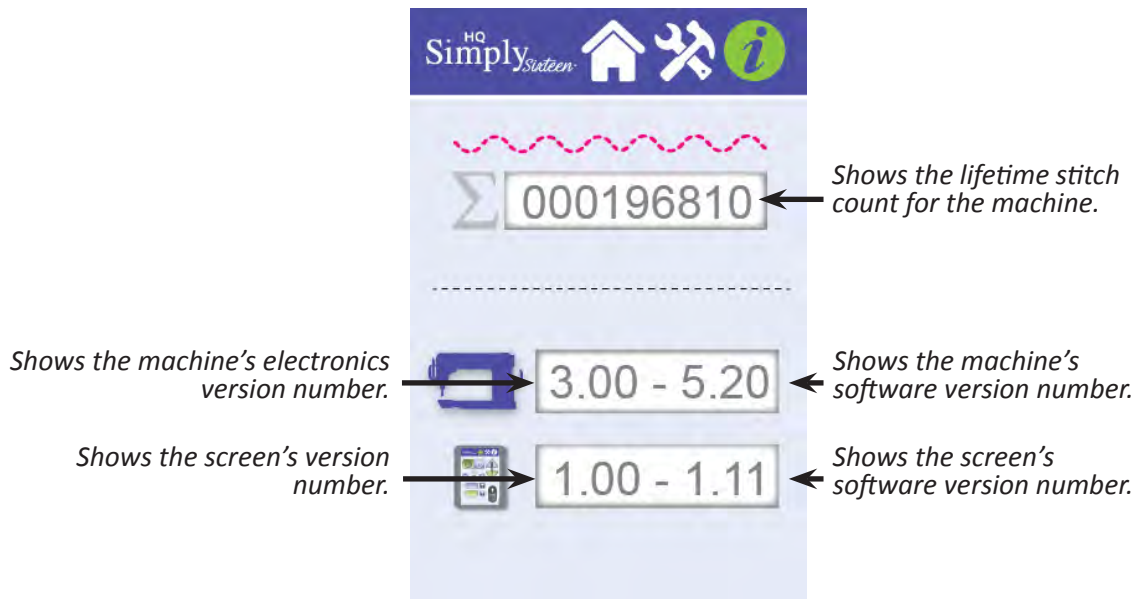 HQ
Simply Sixteen
i
Shows the lifetime stitch
count for the machine.
Σ 000196810
Shows the machine’s electronics
version number.
3.00 - 5.20
Shows the machine’s
software version number.
Shows the screen’s version
number.
1.00 - 1.11
Shows the screen’s
software version number.